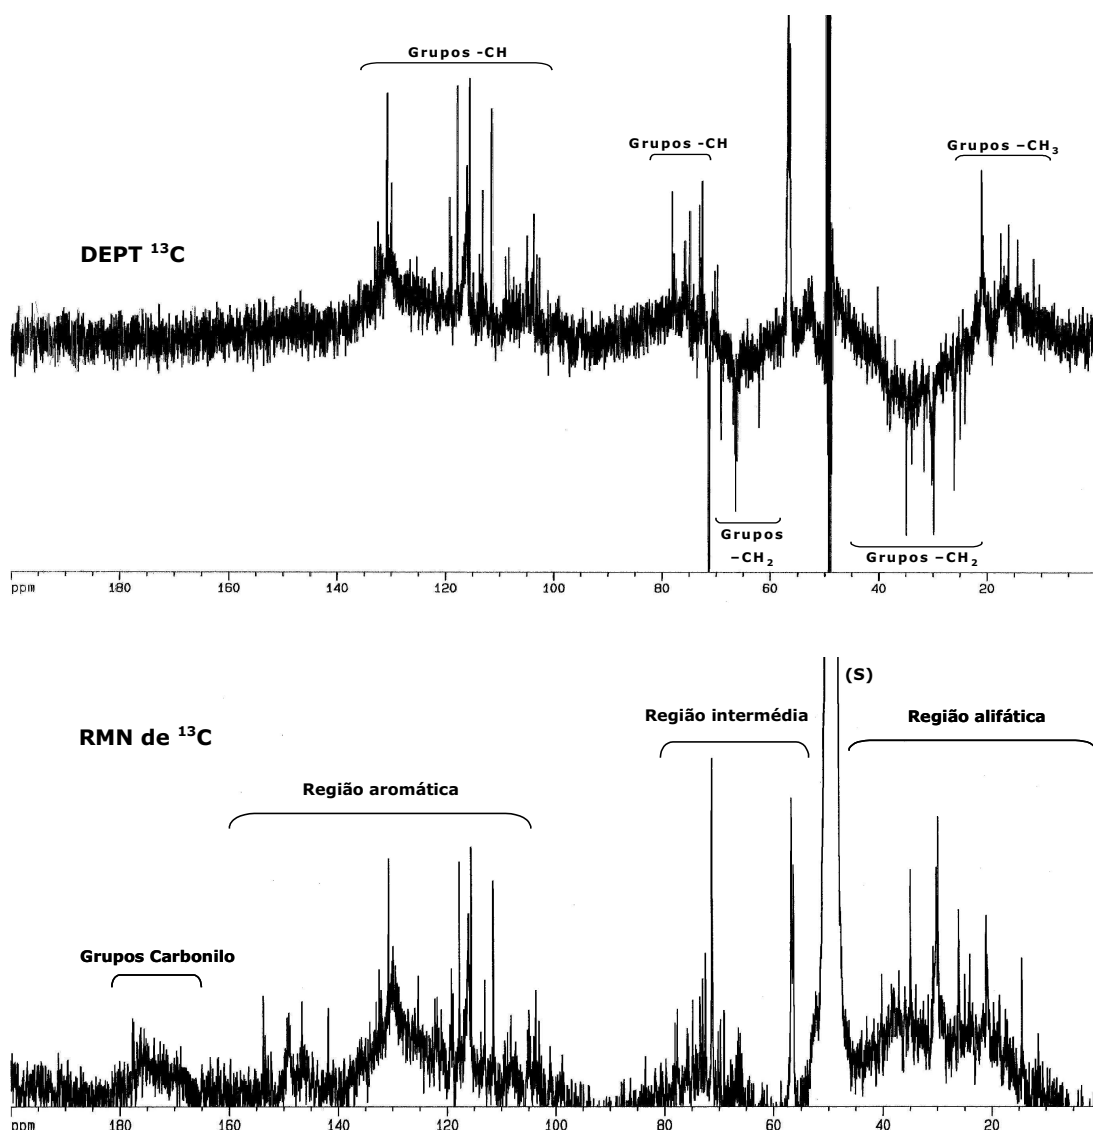 Grupos -CH
Grupos -CH
Grupos –CH3
DEPT 13C
Grupos
–CH2
Grupos –CH2
ppm 180 160 140 120 100 80 60 40 20
(S)
Região intermédia
Região alifática
RMN de 13C
Região aromática
Grupos Carbonilo
ppm 180 160 140 120 100 80 60 40 20